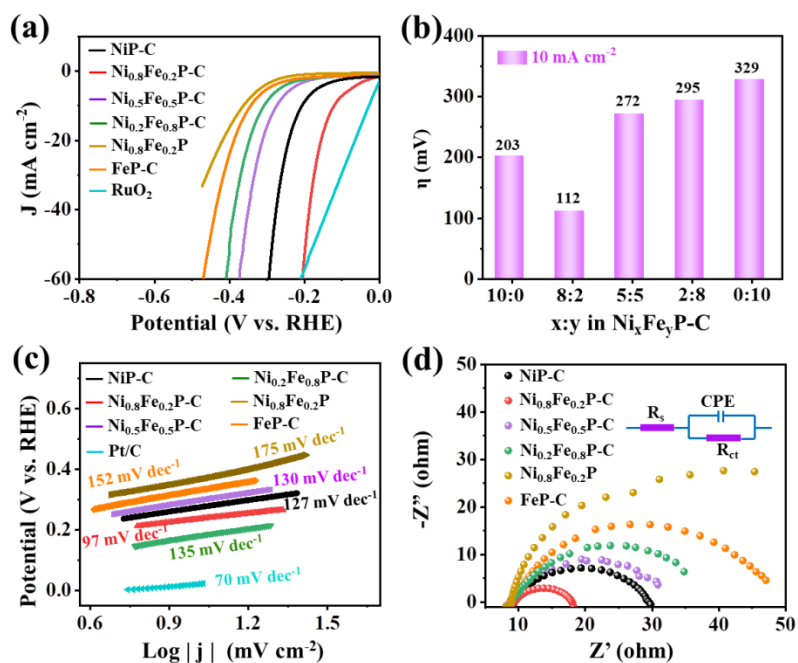 (a)
NiP-C
Ni0.8Fe0.2P-C
Ni0.5Fe0.5P-C
Ni0.2Fe0.8P-C
Ni0.8Fe0.2P
FeP-C
RuO2
J (mA cm-2)
0
-20
-40
-60
-0.8 -0.6 -0.4 -0.2 0.0
Potential (V vs. RHE)
(b)
10 mA cm-2
η (mV)
400
300
200
100
0
203
112
272
295
329
10:0 8:2 5:5 2:8 0:10
x:y in NixFeyP-C
(c)
NiP-C
Ni0.8Fe0.2P-C
Ni0.5Fe0.5P-C
Pt/C
Ni0.2Fe0.8P-C
Ni0.8Fe0.2P
FeP-C
Potential (V vs. RHE)
0.6
0.4
0.2
0.0
152 mV dec-1
175 mV dec-1
130 mV dec-1
127 mV dec-1
97 mV dec-1
135 mV dec-1
70 mV dec-1
0.6 0.9 1.2 1.5
Log | j | (mV cm-2)
(d)
NiP-C
Ni0.8Fe0.2P-C
Ni0.5Fe0.5P-C
Ni0.2Fe0.8P-C
Ni0.8Fe0.2P
FeP-C
Rs
CPE
Rct
-Z'' (ohm)
50
40
30
20
10
0
10 20 30 40 50
Z' (ohm)